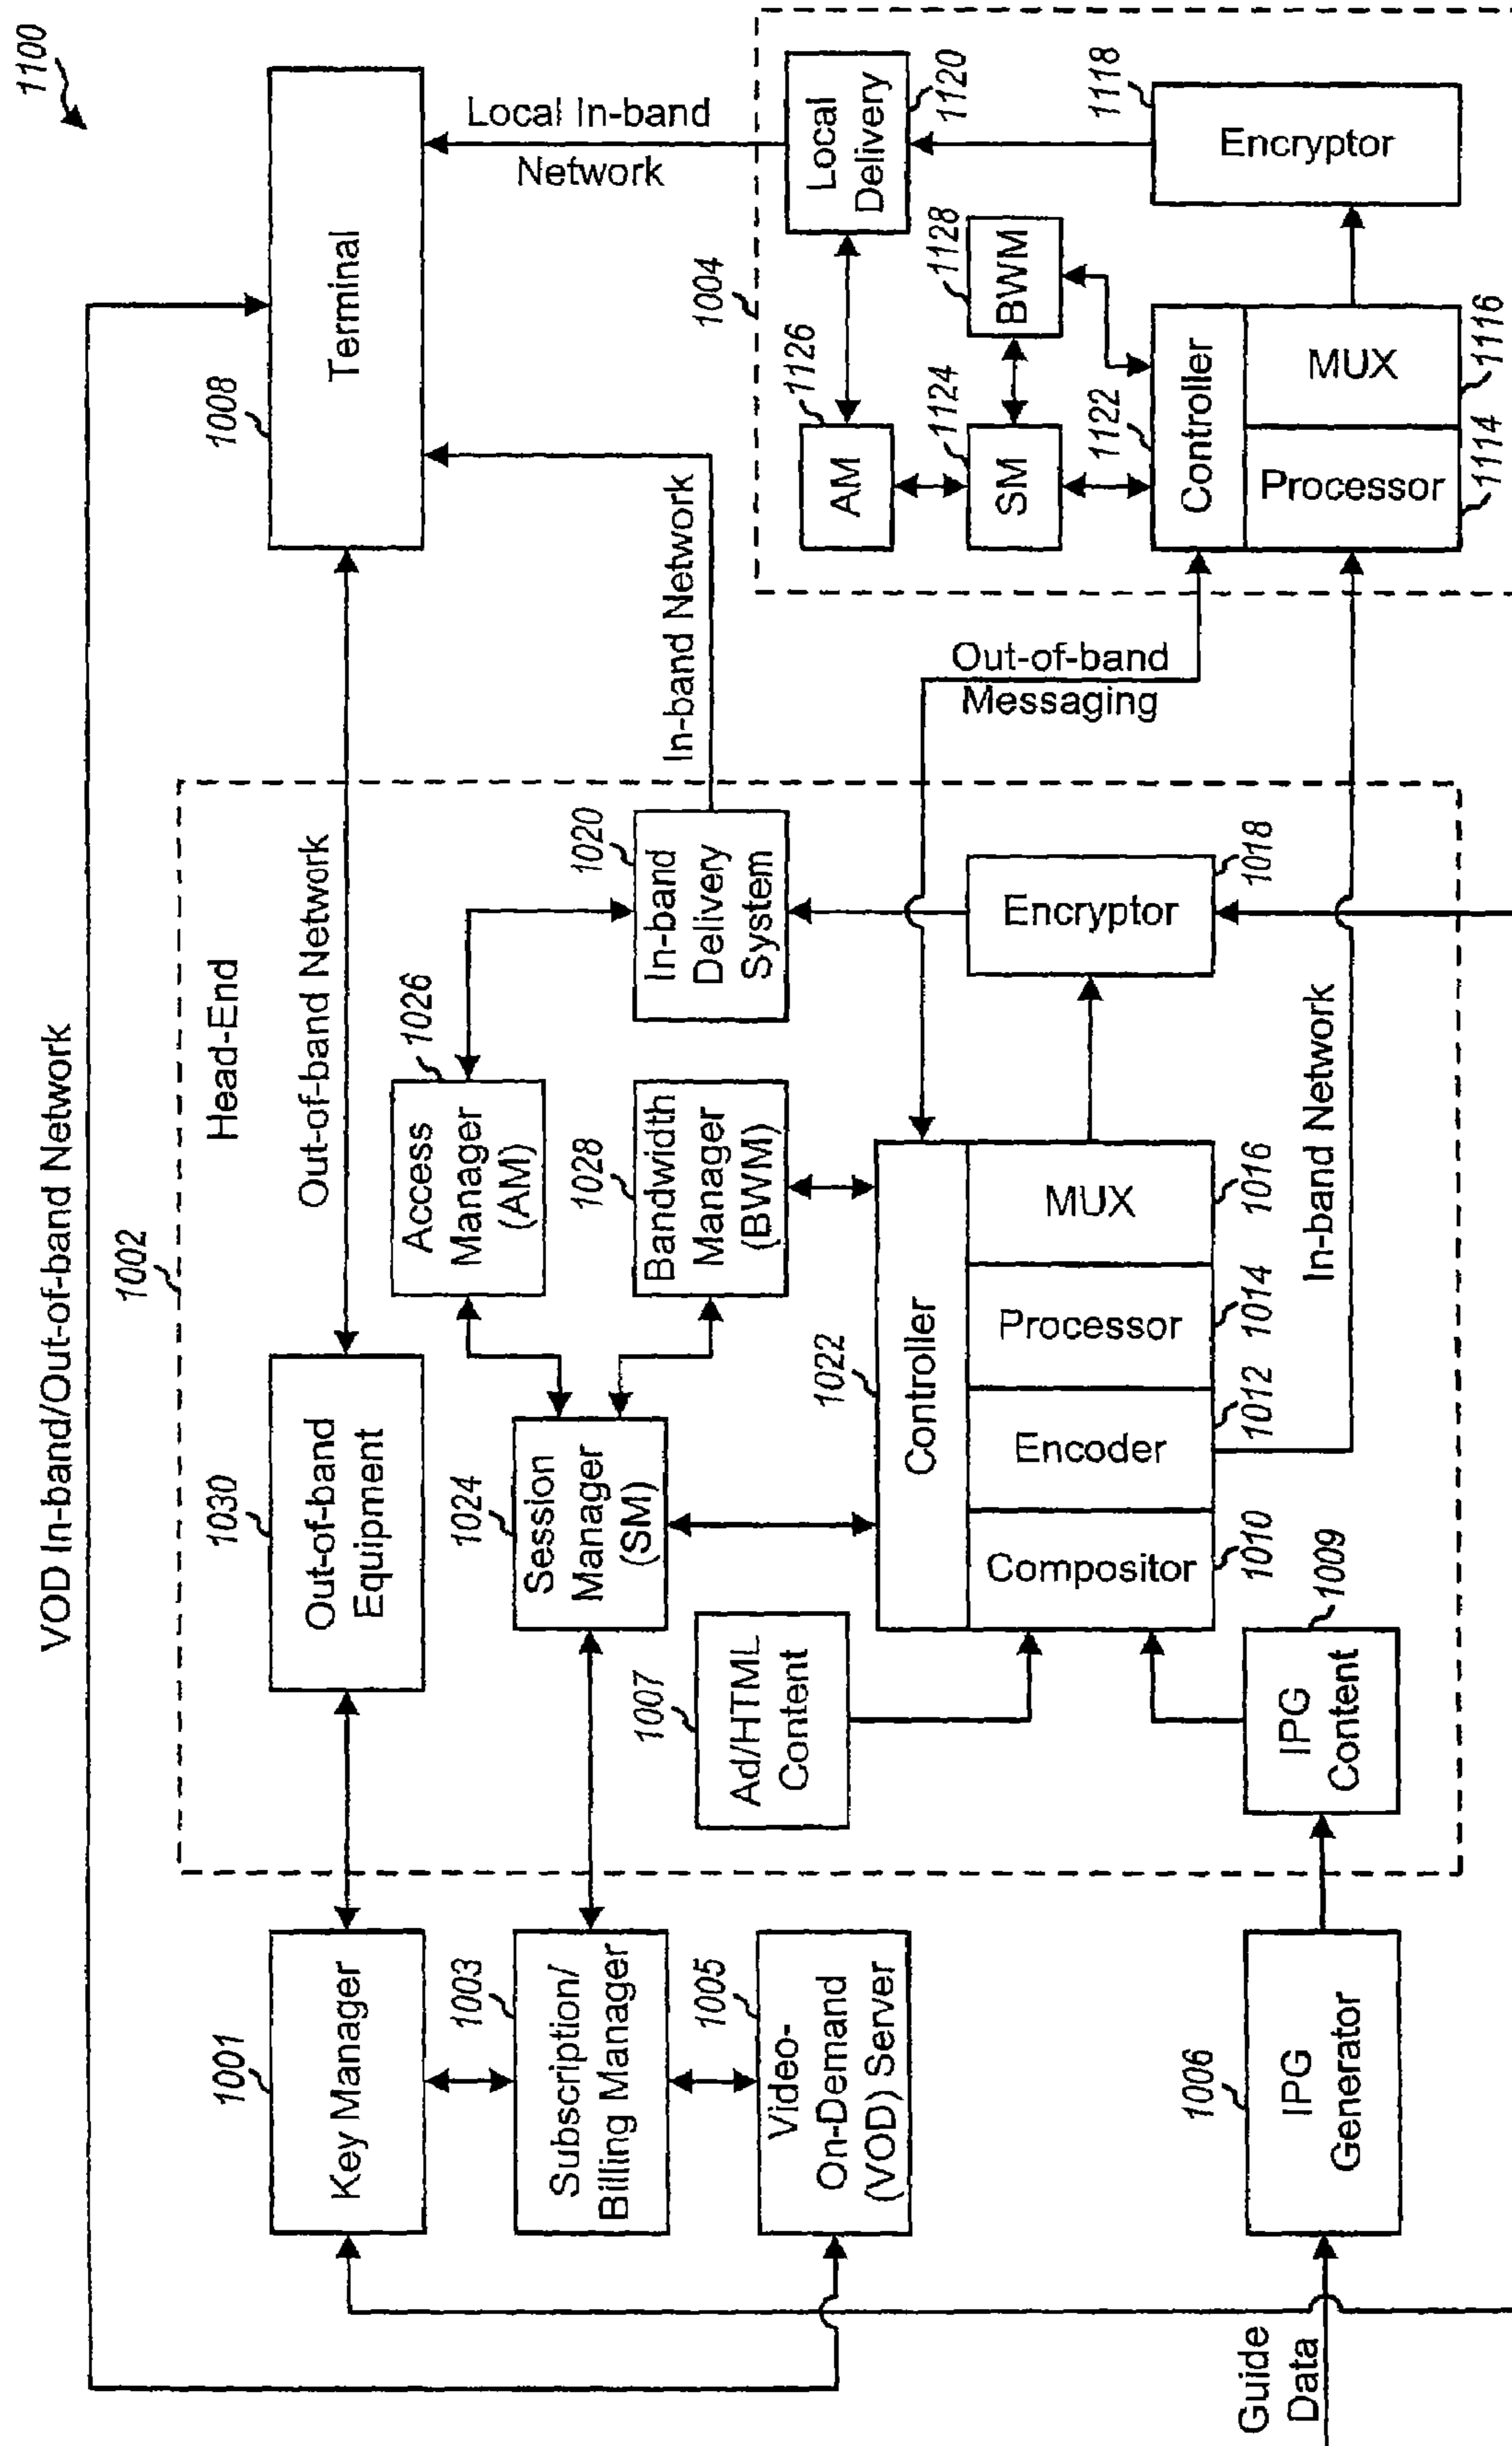 1100
VOD In-band/Out-of-band Network
1002
Head-End
1001
Key Manager
1030
Out-of-band
Equipment
Out-of-band Network
1008
Terminal
1003
Subscription/
Billing Manager
1024
Session
Manager
(SM)
1026
Access
Manager
(AM)
1005
Video-
On-Demand
(VOD) Server
1007
Ad/HTML
Content
1028
Bandwidth
Manager
(BWM)
1020
In-band
Delivery
System
In-band Network
Local In-band
Network
1004
1126
AM
Local
Delivery
1120
1124
SM
1128
BWM
Out-of-band
Messaging
1022
Controller
Compositor
Encoder
Processor
MUX
1010
1012
1014
1016
Encryptor
1018
1122
Controller
Processor
MUX
1114
1116
Encryptor
1118
In-band Network
1006
IPG
Generator
IPG
Content
1009
Guide
Data